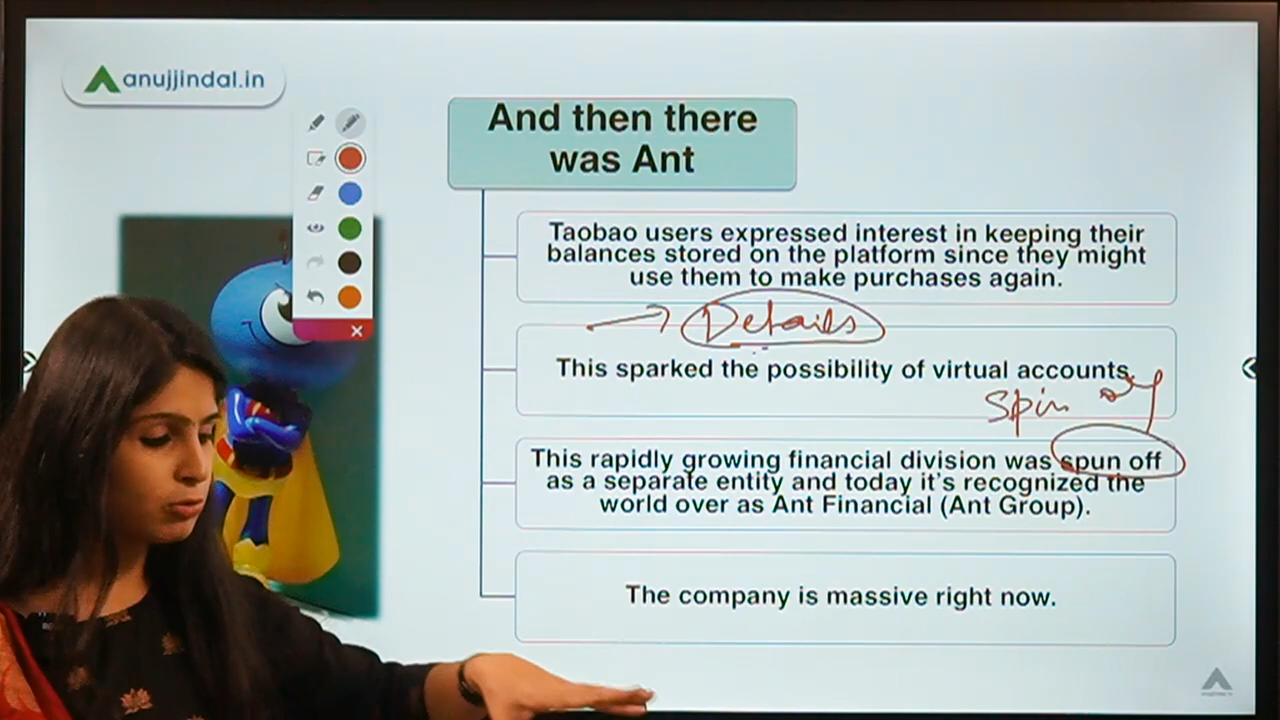 anujjindal.in
And then there
was Ant
Taobao users expressed interest in keeping their
balances stored on the platform since they might
use them to make purchases again.
Details
This sparked the possibility of virtual accounts.
Spin off
This rapidly growing financial division was spun off
as a separate entity and today it's recognized the
world over as Ant Financial (Ant Group).
The company is massive right now.